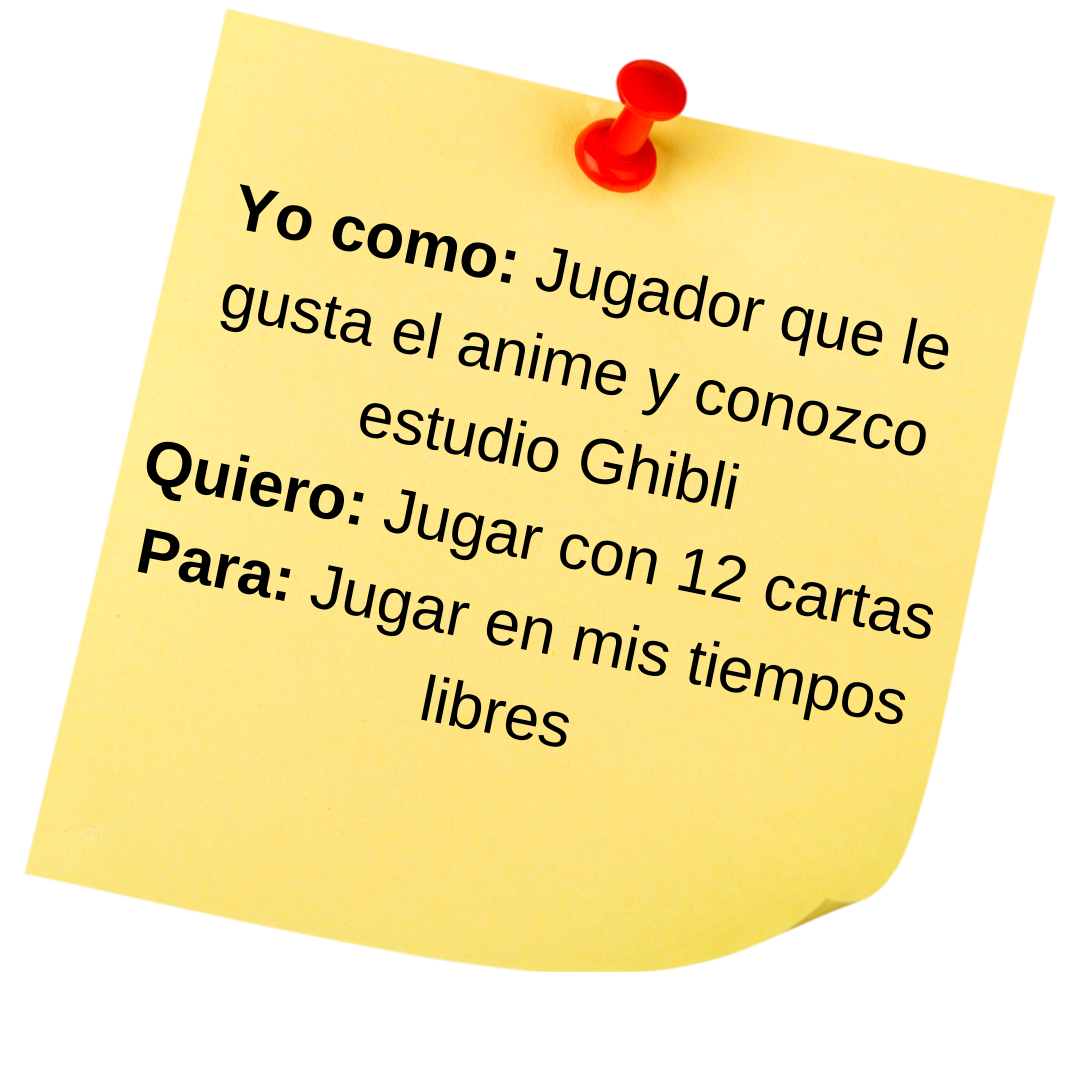 Yo como: Jugador que le
gusta el anime y conozco
estudio Ghibli
Quiero: Jugar con 12 cartas
Para: Jugar en mis tiempos
libres